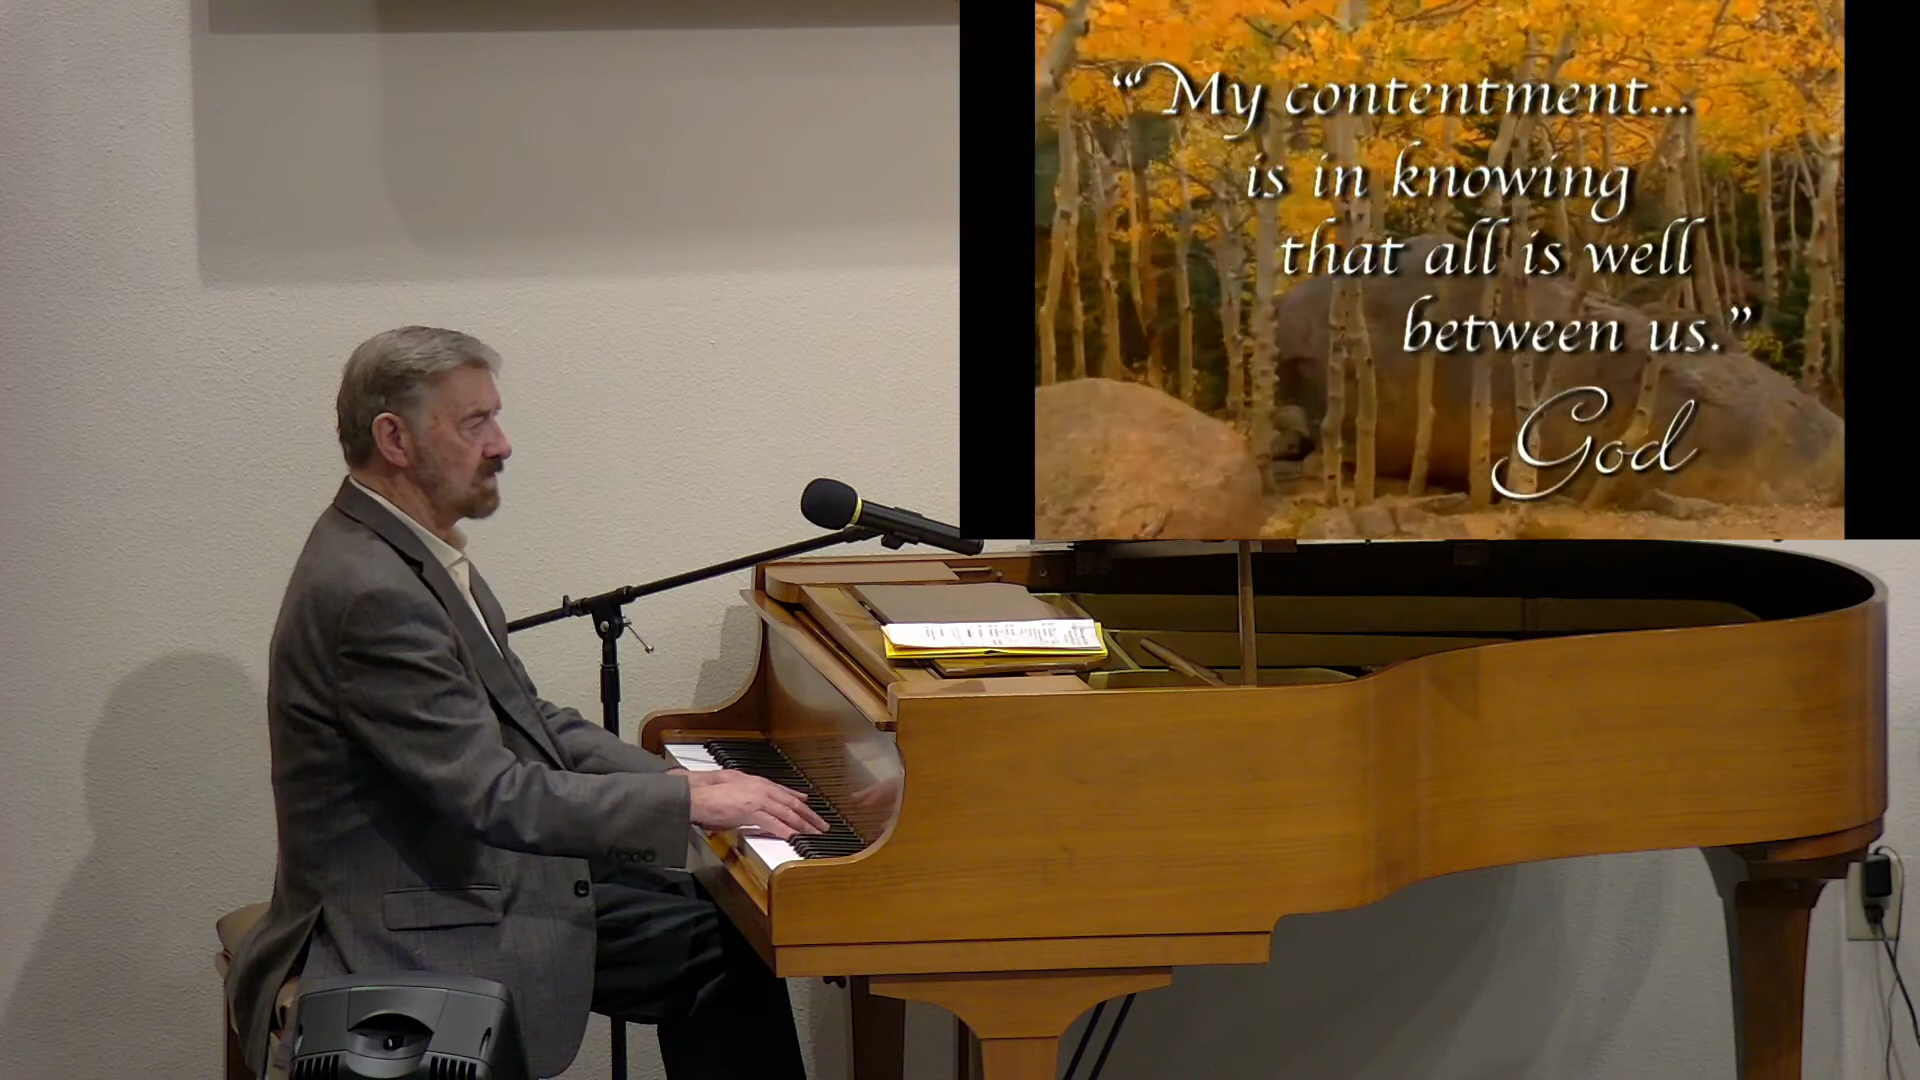 “My contentment...
is in knowing
that all is well
between us.”
God